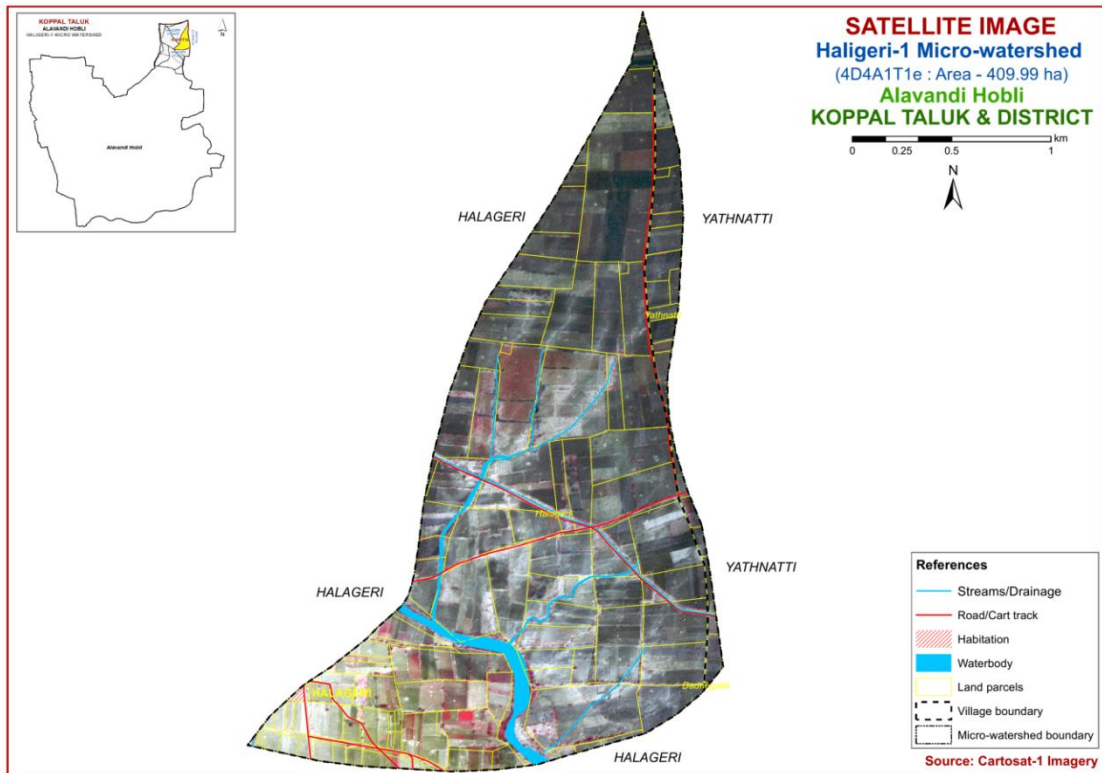 KOPPAL TALUK
ALAVANDI HOBLI
HALIGERI-1 MICRO WATERSHED
N
Alavandi Hobli
SATELLITE IMAGE
Haligeri-1 Micro-watershed
(4D4A1T1e : Area - 409.99 ha)
Alavandi Hobli
KOPPAL TALUK & DISTRICT
km
0 0.25 0.5 1
N
HALAGERI
YATHNATTI
Yathnatti
Halageri
YATHNATTI
HALAGERI
HALAGERI
HALAGERI
References
Streams/Drainage
Road/Cart track
Habitation
Waterbody
Land parcels
Village boundary
Micro-watershed boundary
Source: Cartosat-1 Imagery